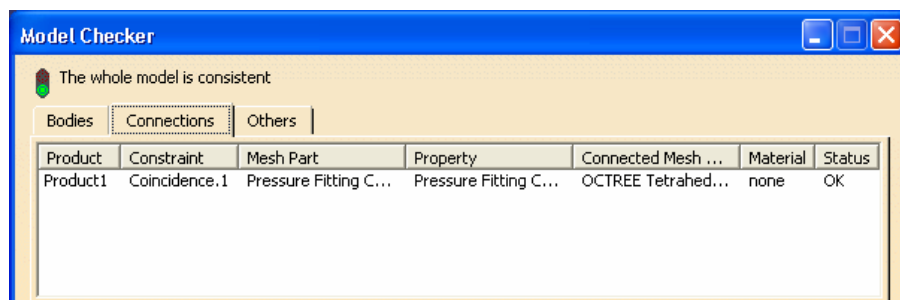 Model Checker
The whole model is consistent
Bodies Connections Others
Product Constraint Mesh Part Property Connected Mesh ... Material Status
Product1 Coincidence.1 Pressure Fitting C... Pressure Fitting C... OCTREE Tetrahed... none OK